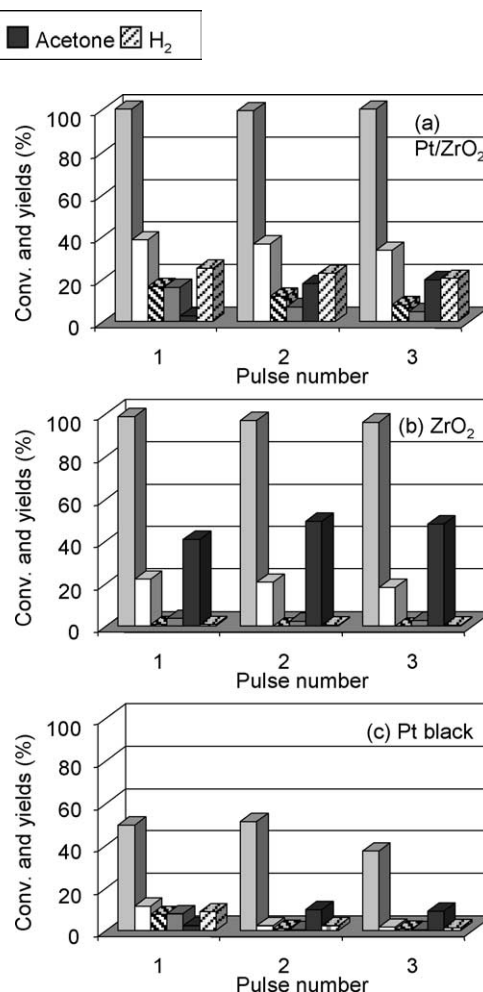 Acetone H₂
100
80
60
40
20
0
Conv. and yields (%)
(a)
Pt/ZrO₂
1 2 3
Pulse number
100
80
60
40
20
0
Conv. and yields (%)
(b) ZrO₂
1 2 3
Pulse number
100
80
60
40
20
0
Conv. and yields (%)
(c) Pt black
1 2 3
Pulse number